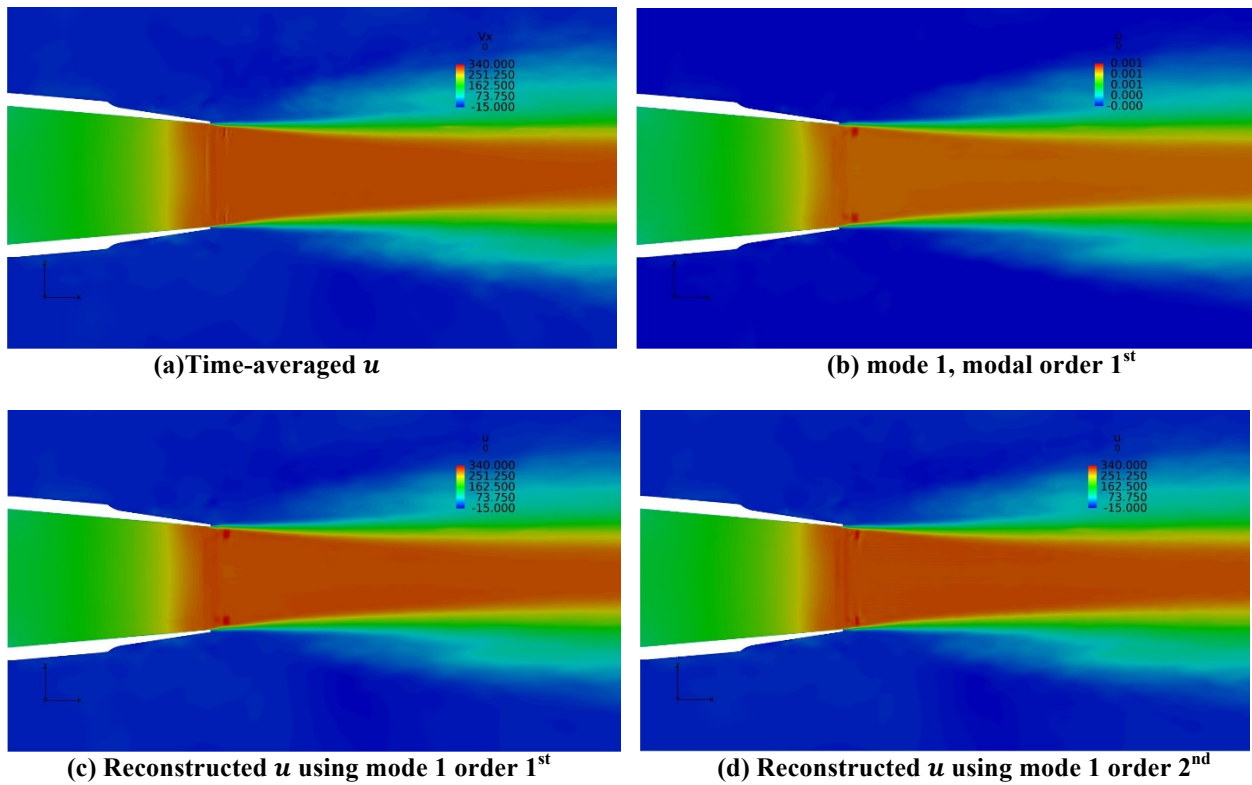 Vx
0
340.000
251.250
162.500
73.750
-15.000
u
0
0.001
0.001
0.000
-0.000
(a)Time-averaged u
(b) mode 1, modal order 1st
u
0
340.000
251.250
162.500
73.750
-15.000
u
0
340.000
251.250
162.500
73.750
-15.000
(c) Reconstructed u using mode 1 order 1st
(d) Reconstructed u using mode 1 order 2nd